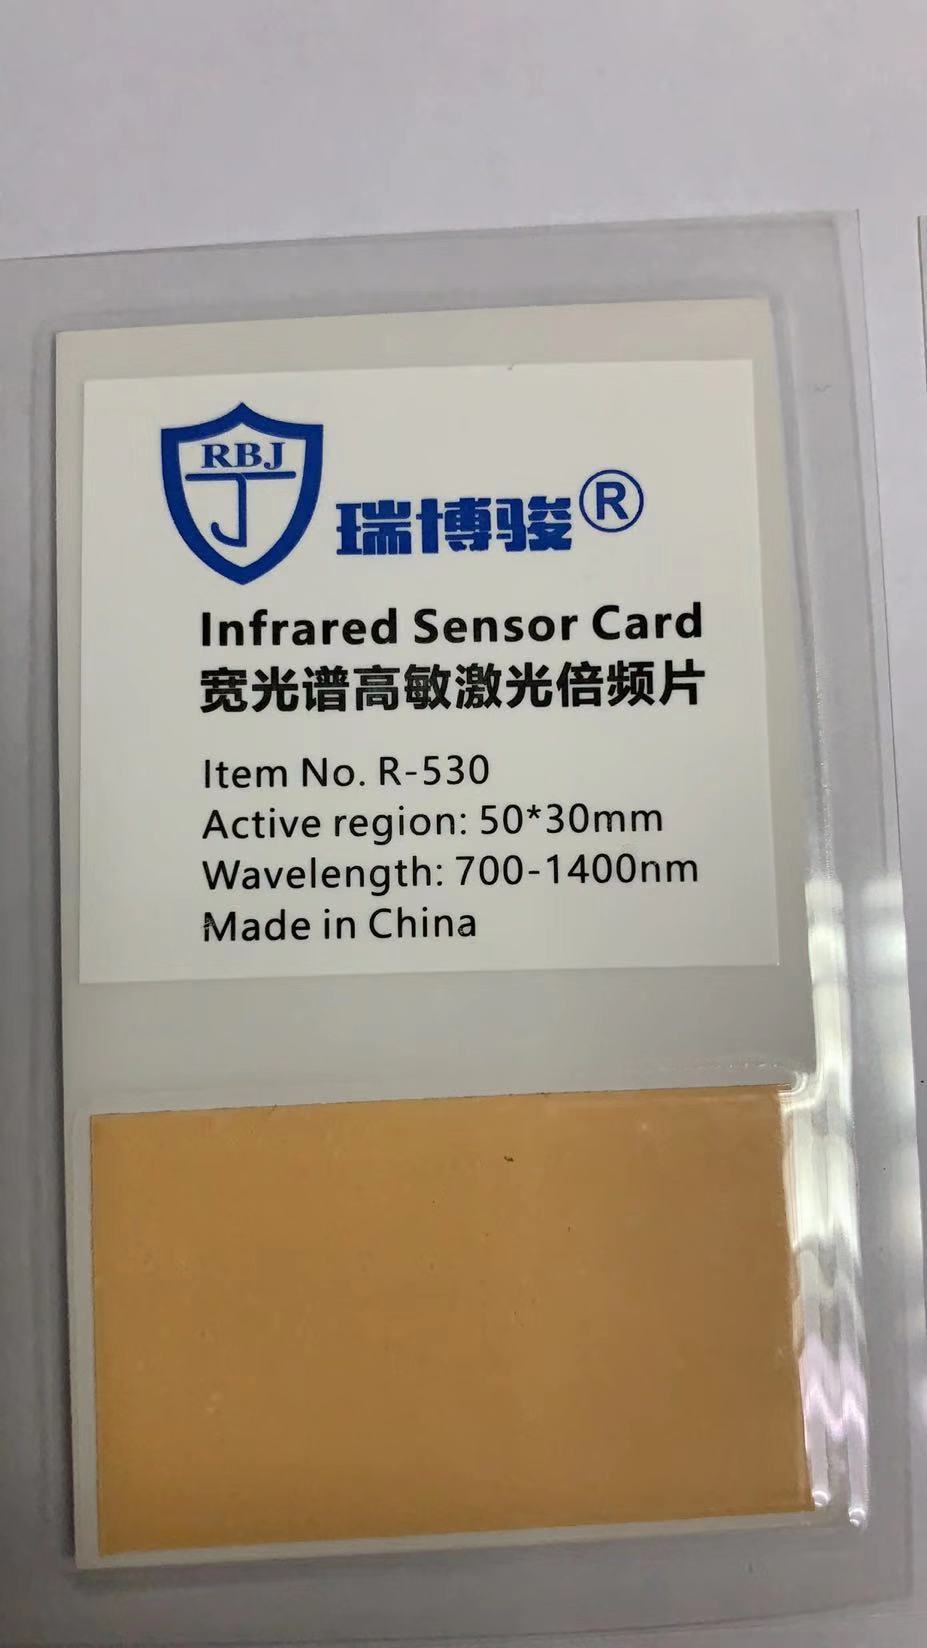 RBJ
瑞博骏®
Infrared Sensor Card
宽光谱高敏激光倍频片
Item No. R-530
Active region: 50*30mm
Wavelength: 700-1400nm
Made in China